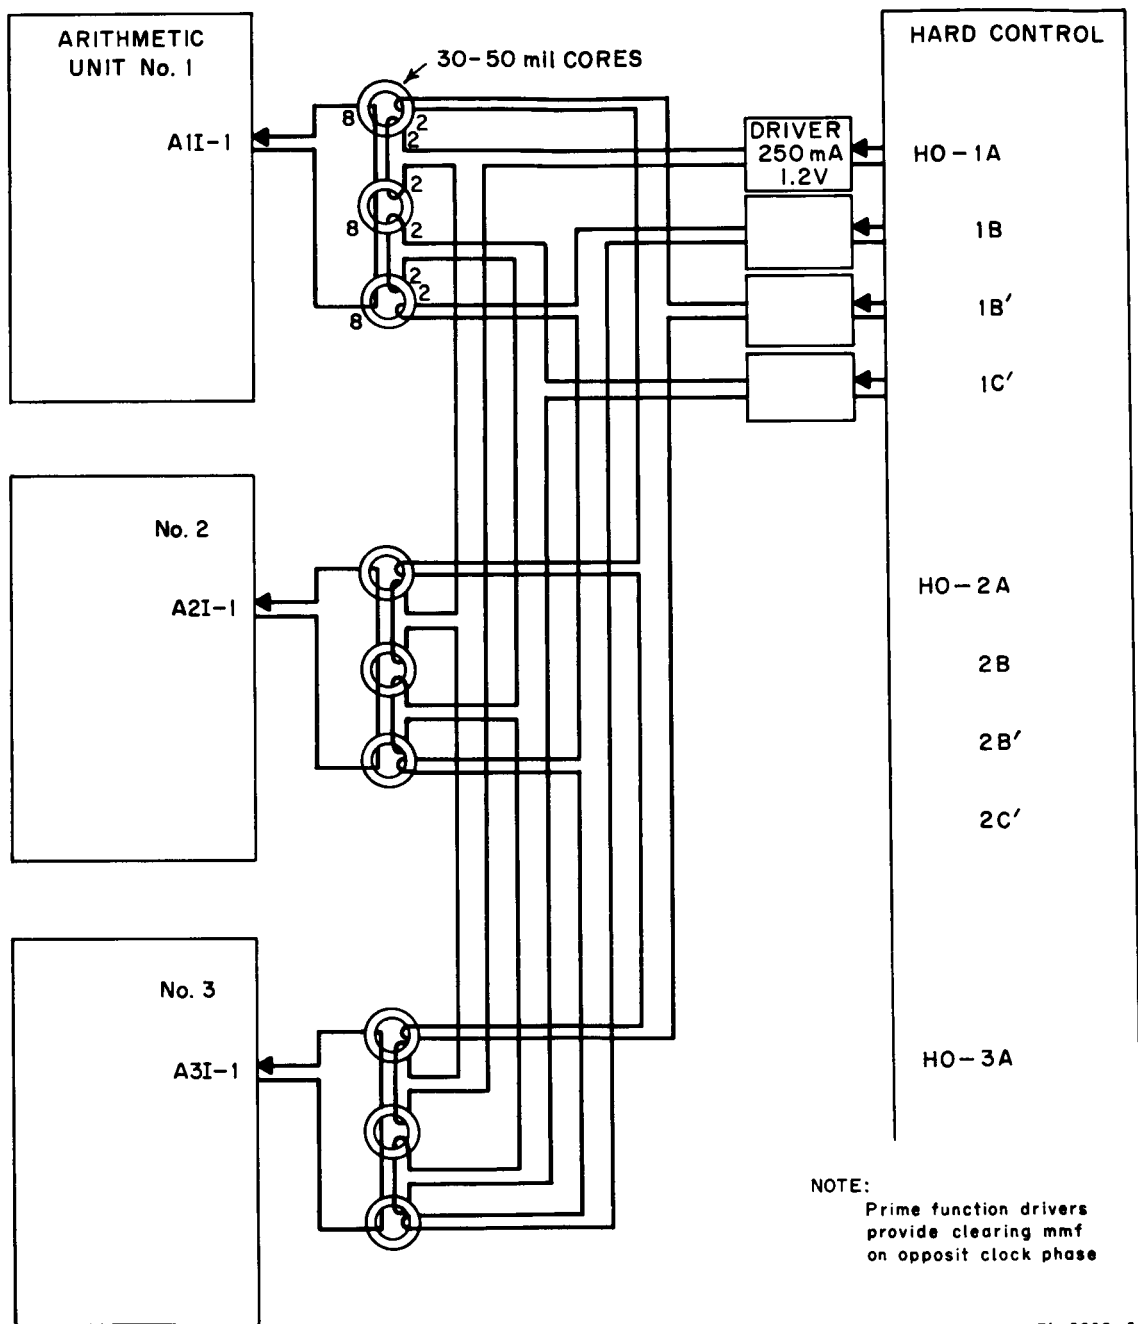 ARITHMETIC
UNIT No. 1
A1I-1
30-50 mil CORES
8
2
2
2
8
2
2
2
8
DRIVER
250 mA
1.2V
HARD CONTROL
HO-1A
1B
1B′
1C′
No. 2
A2I-1
HO-2A
2B
2B′
2C′
No. 3
A3I-1
HO-3A
NOTE:
Prime function drivers
provide clearing mmf
on opposit clock phase